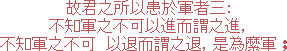 故君之所以患於軍者三:
不知軍之不可以進而謂之進,
不知軍之不可 以退而謂之退, 是為縻軍；